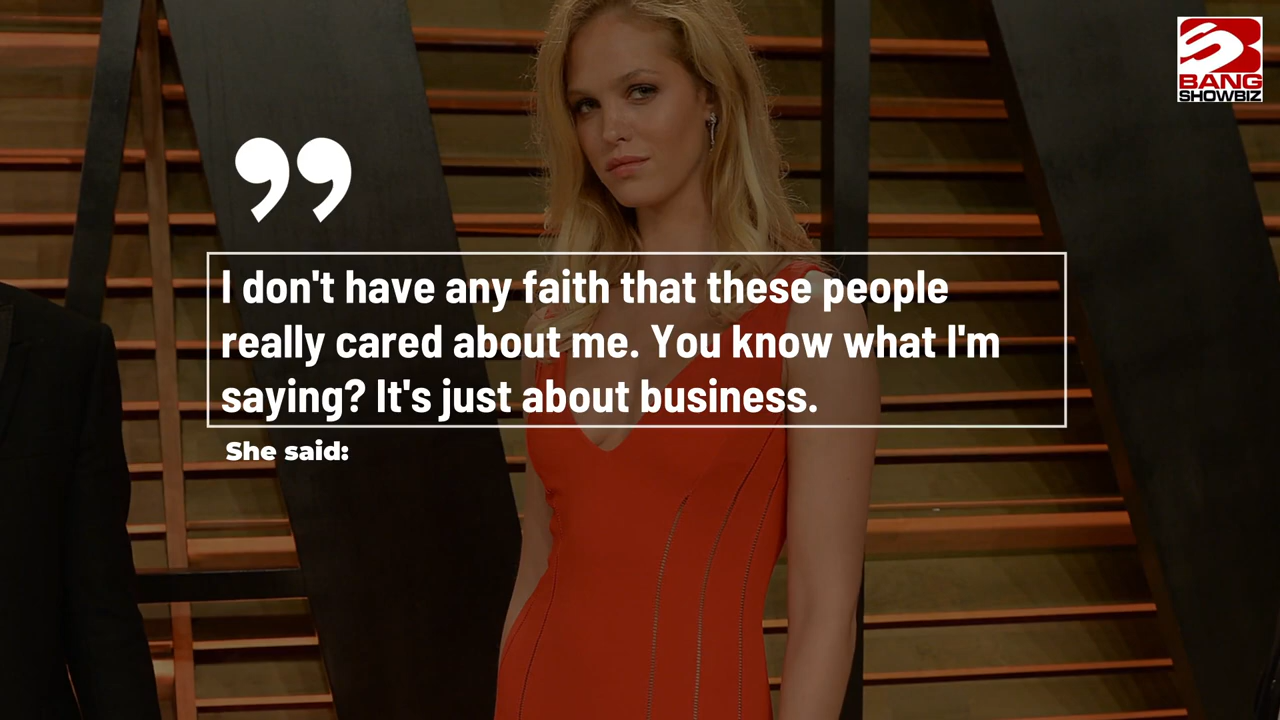 BANG
SHOWBIZ
”
I don't have any faith that these people
really cared about me. You know what I'm
saying? It's just about business.
She said: